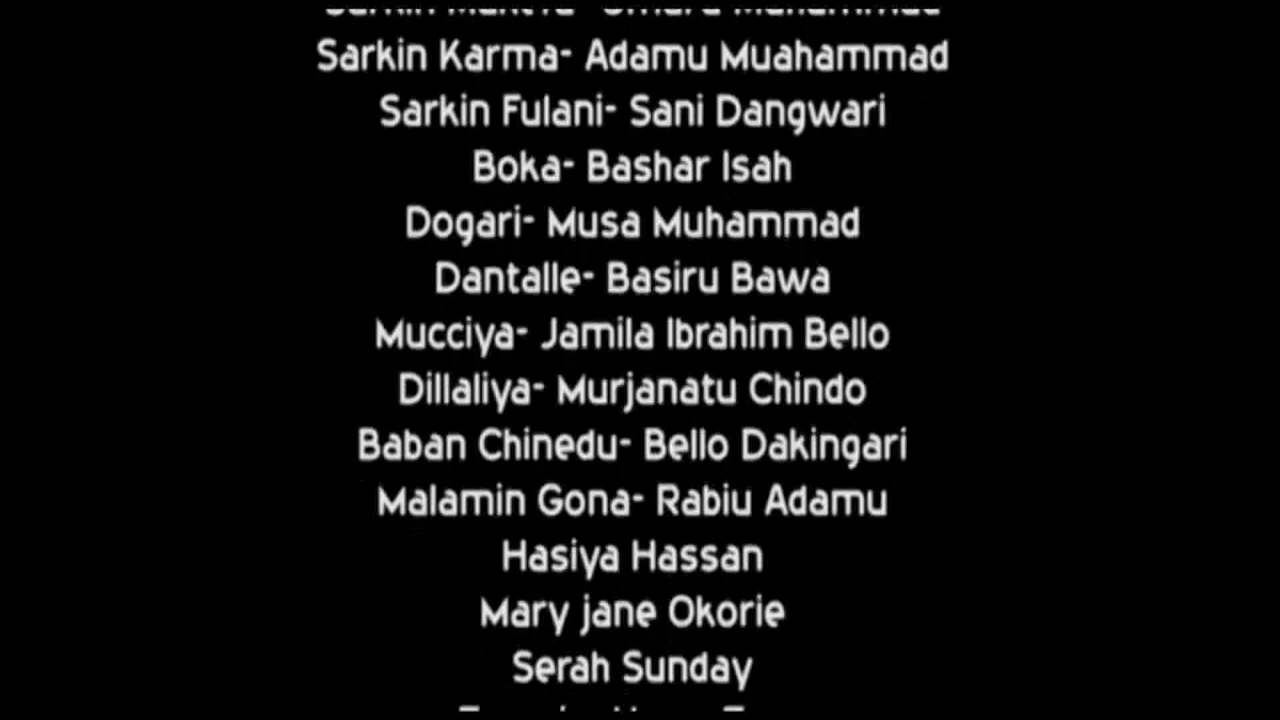 Sarkin Karma- Adamu Muahammad
Sarkin Fulani- Sani Dangwari
Boka- Bashar Isah
Dogari- Musa Muhammad
Dantalle- Basiru Bawa
Mucciya- Jamila Ibrahim Bello
Dillaliya- Murjanatu Chindo
Baban Chinedu- Bello Dakingari
Malamin Gona- Rabiu Adamu
Hasiya Hassan
Mary jane Okorie
Serah Sunday